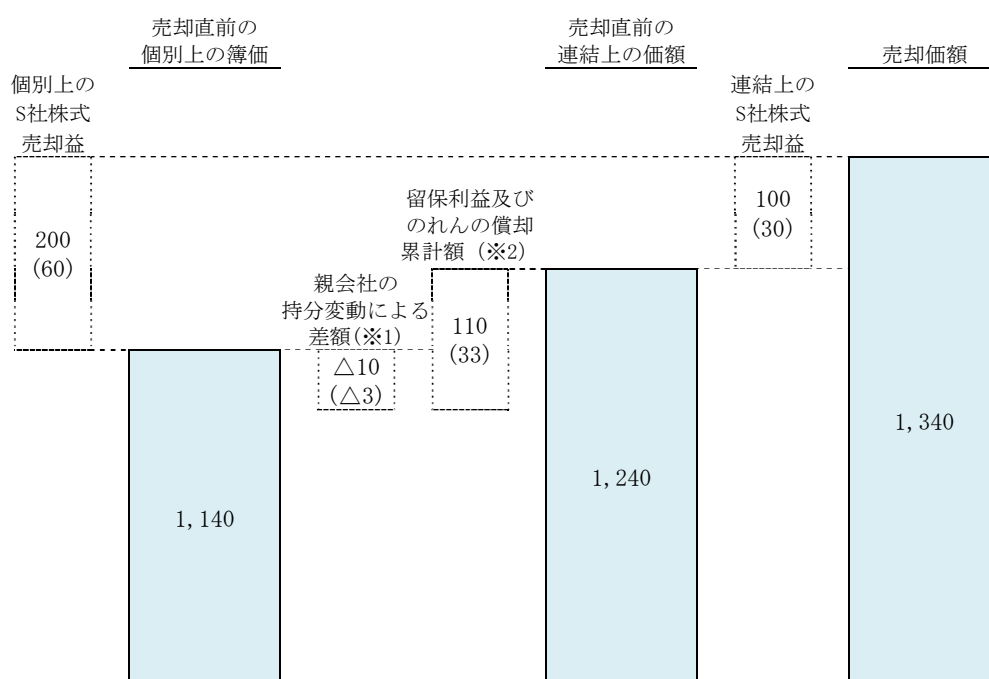 売却直前の
個別上の簿価
売却直前の
連結上の価額
売却価額
個別上の
S社株式
売却益
連結上の
S社株式
売却益
留保利益及び
のれんの償却
累計額（※2）
100
(30)
200
(60)
親会社の
持分変動による
差額(※1)
110
(33)
△10
(△3)
1,340
1,240
1,140